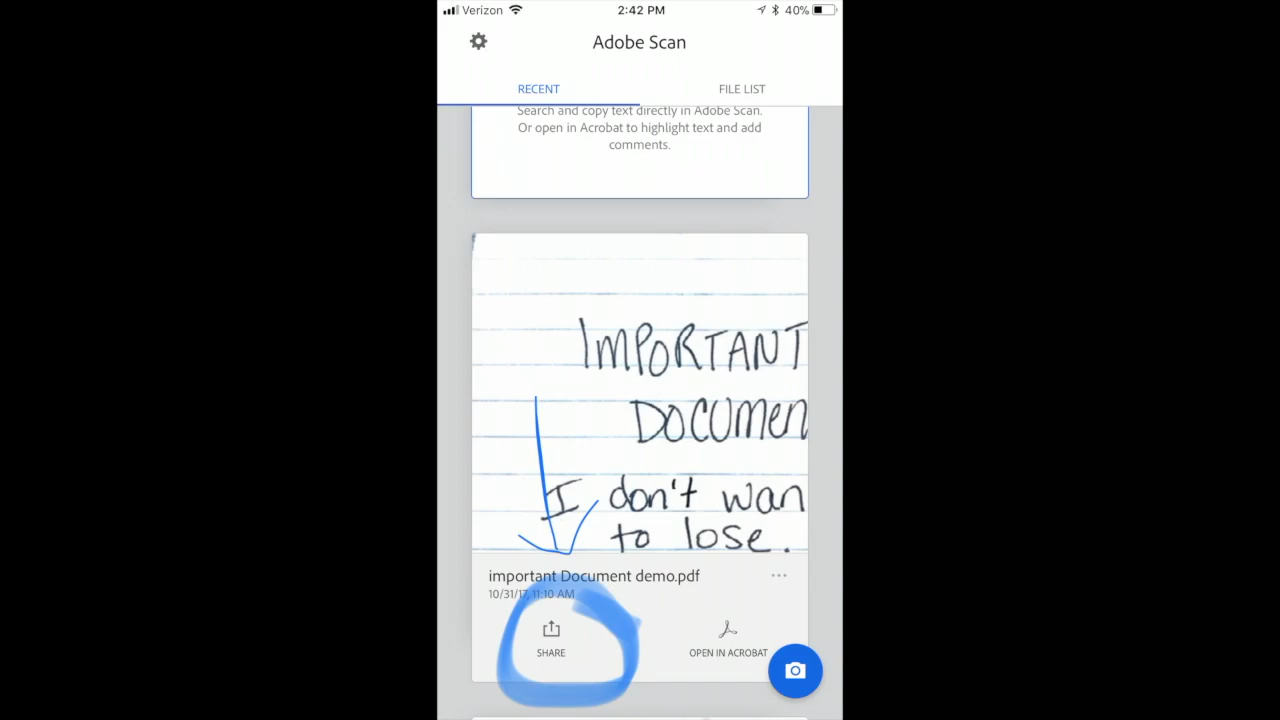 Verizon 2:42 PM 40%
Adobe Scan
RECENT FILE LIST
Search and copy text directly in Adobe Scan.
Or open in Acrobat to highlight text and add
comments.
IMPORTANT
DOCUMEN
I don't wan
to lose.
important Document demo.pdf
10/31/17, 11:10 AM
SHARE OPEN IN ACROBAT